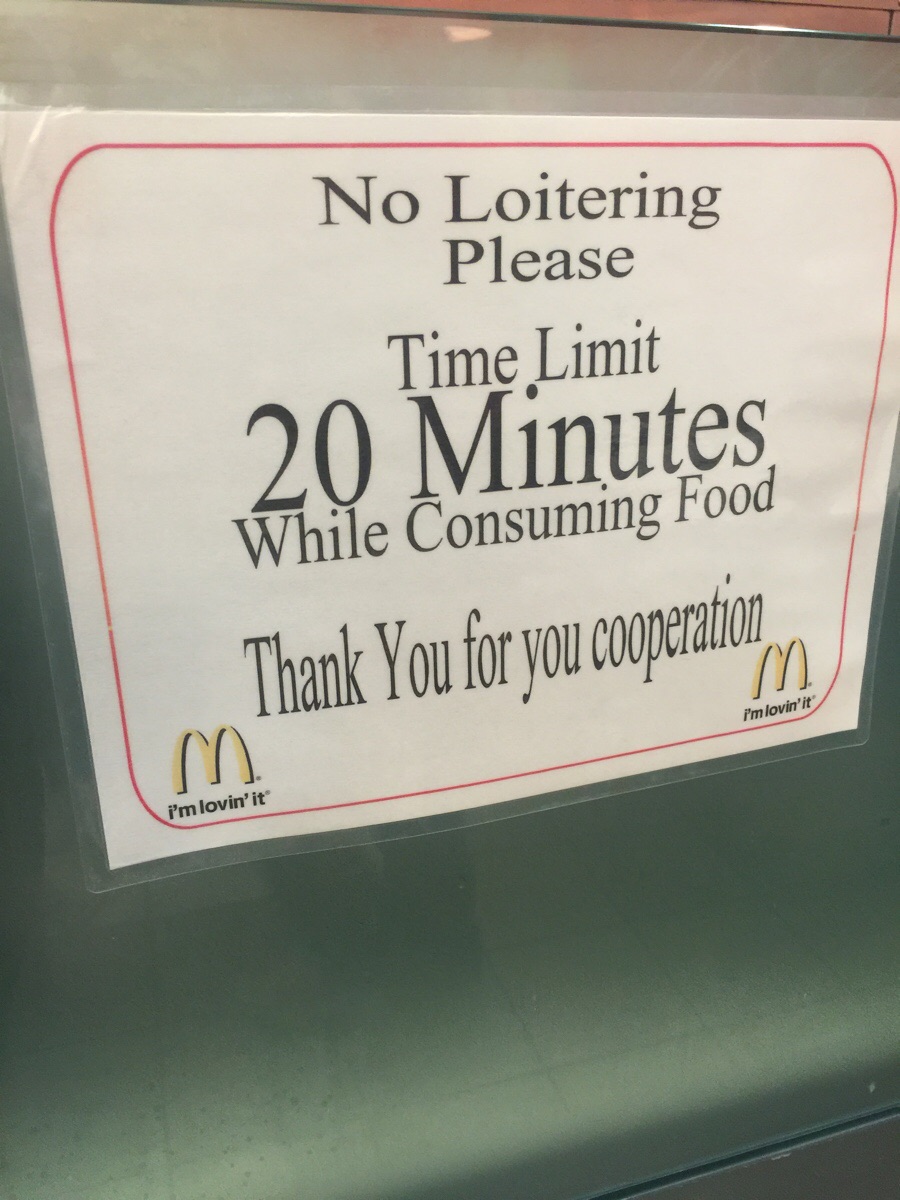 No Loitering
Please
Time Limit
20 Minutes
While Consuming Food
Thank You for you cooperation
i'm lovin' it®
i'm lovin' it®